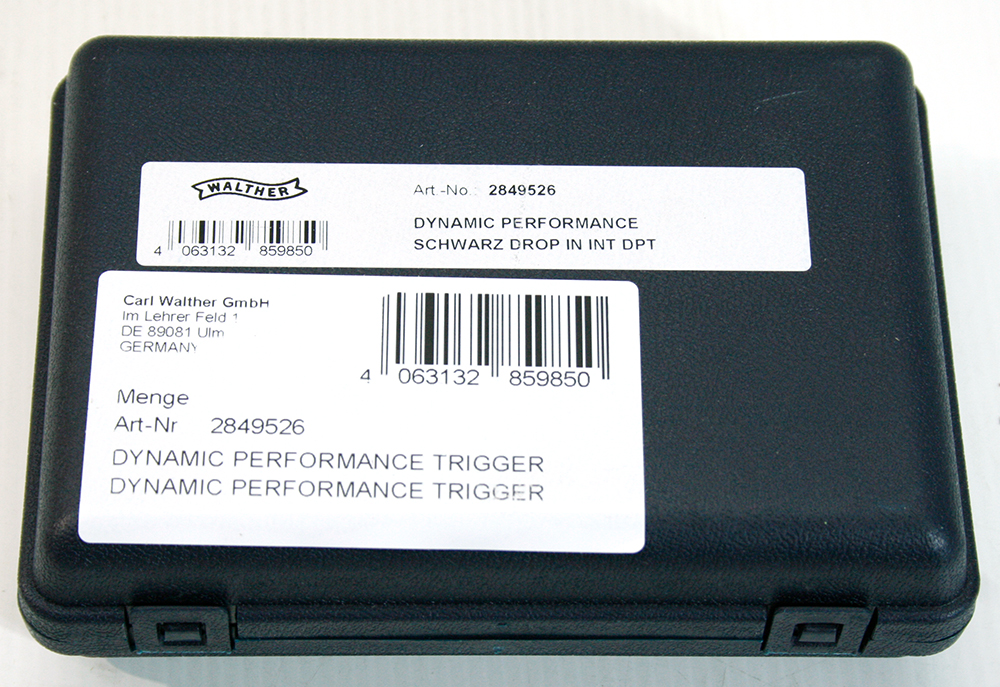 WALTHER
Art.-No.: 2849526
DYNAMIC PERFORMANCE
SCHWARZ DROP IN INT DPT
4 063132 859850
Carl Walther GmbH
Im Lehrer Feld 1
DE 89081 Ulm
GERMANY
4 063132 859850
Menge
Art-Nr 2849526
DYNAMIC PERFORMANCE TRIGGER
DYNAMIC PERFORMANCE TRIGGER